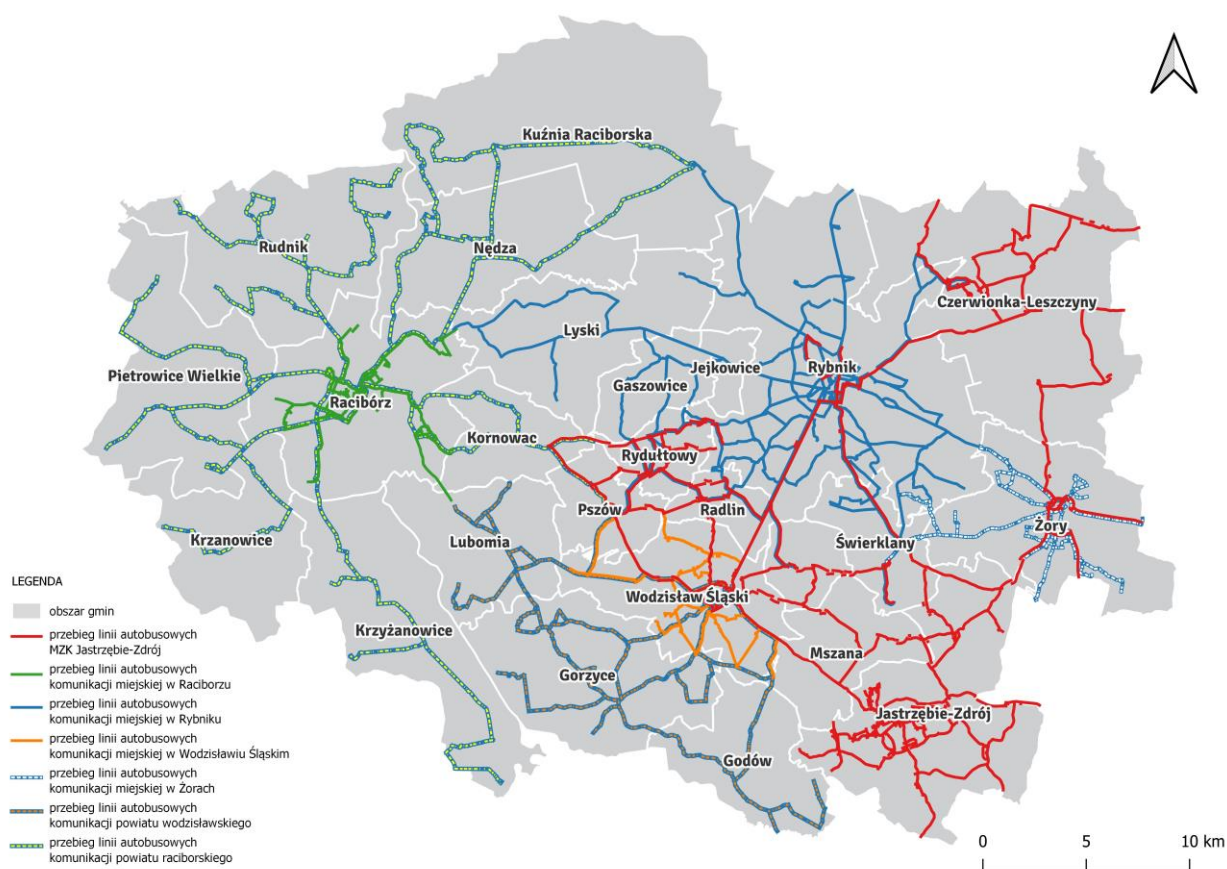 Kuźnia Raciborska
Rudnik
Nędza
Czerwionka-Leszczyny
Lyski
Jejkowice
Rybnik
Pietrowice Wielkie
Gaszowice
Racibórz
Kornowac
Rydułtowy
Pszów
Radlin
Żory
Krzanowice
Lubomia
Świerklany
Wodzisław Śląski
Krzyżanowice
Mszana
Gorzyce
Jastrzębie-Zdrój
Godów
LEGENDA
obszar gmin
przebieg linii autobusowych
MZK Jastrzębie-Zdrój
przebieg linii autobusowych
komunikacji miejskiej w Raciborzu
przebieg linii autobusowych
komunikacji miejskiej w Rybniku
przebieg linii autobusowych
komunikacji miejskiej w Wodzisławiu Śląskim
przebieg linii autobusowych
komunikacji miejskiej w Żorach
przebieg linii autobusowych
komunikacji powiatu wodzisławskiego
przebieg linii autobusowych
komunikacji powiatu raciborskiego
0 5 10 km